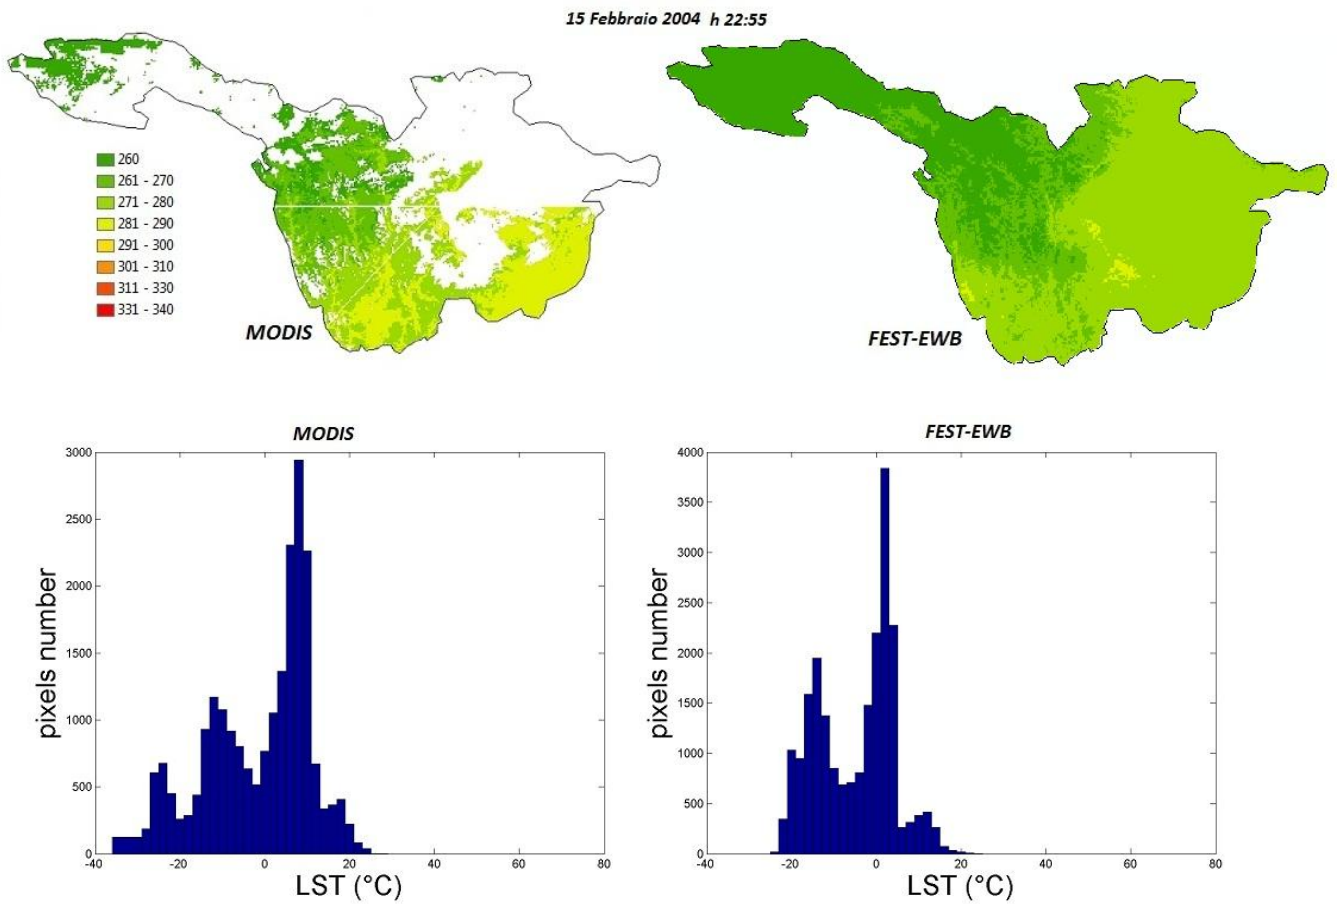 15 Febbraio 2004 h 22:55
260
261 - 270
271 - 280
281 - 290
291 - 300
301 - 310
311 - 330
331 - 340
MODIS
FEST-EWB
MODIS
3000
2500
2000
1500
1000
500
0
-40
-20
0
20
40
60
80
pixels number
LST (°C)
FEST-EWB
4000
3500
3000
2500
2000
1500
1000
500
0
-40
-20
0
20
40
60
80
pixels number
LST (°C)